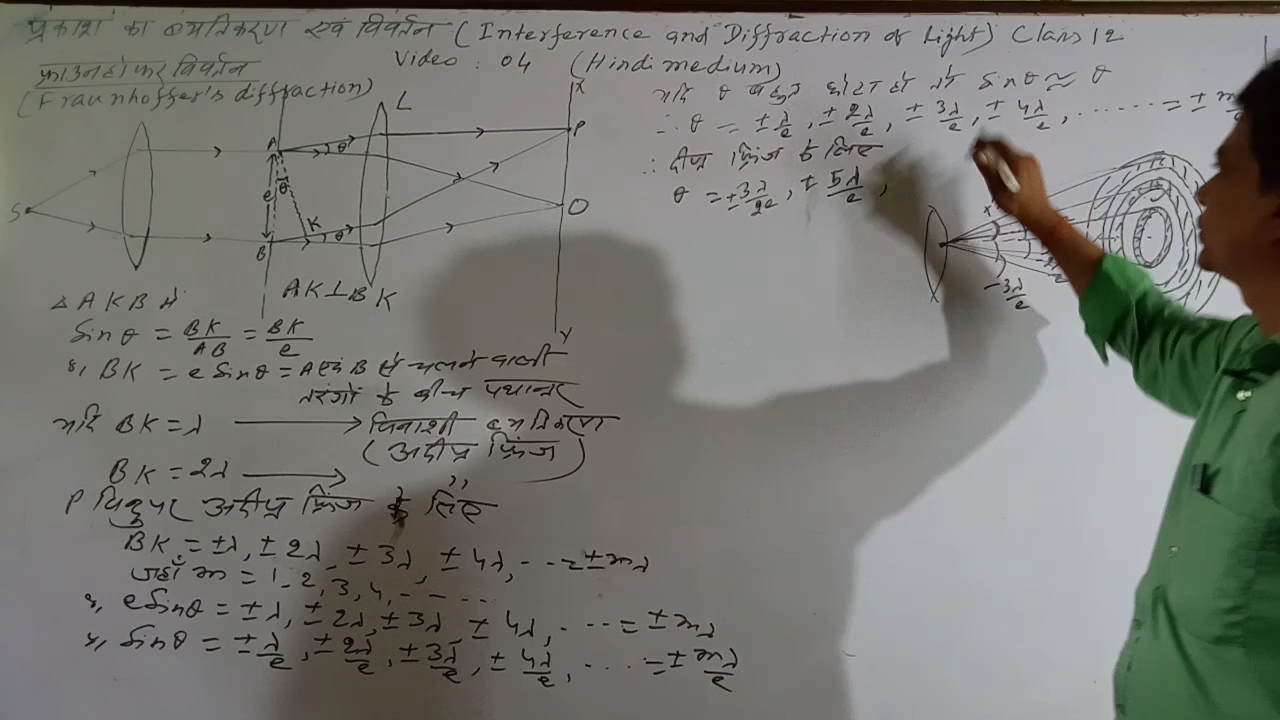 प्रकाश का व्यतिकरण एवं विवर्तन (Interference and Diffraction of Light) Class 12
Video : 04 (Hindi medium)
फ्राउनहोफर विवर्तन
(Fraunhoffer's diffraction)
S
A
θ
e
θ
K
B
θ
L
X
P
O
Y
AK⊥BK
Δ AKB में
Sinθ = BK/AB = BK/e
या, BK = e Sinθ = A एवं B से चलने वाली
तरंगों के बीच पथान्तर
यदि BK = λ ⟶ विनाशी व्यतिकरण
(अदीप्त फ्रिंज)
BK = 2λ ⟶ ,,
P बिन्दु पर अदीप्त फ्रिंज के लिए
BK = ±λ, ±2λ, ±3λ, ±4λ, --- = ±mλ
जहाँ m = 1, 2, 3, 4, - - - ...
या, eSinθ = ±λ, ±2λ, ±3λ, ±4λ, .... = ±mλ
या, Sinθ = ±λ/e, ±2λ/e, ±3λ/e, ±4λ/e, ..... = ±mλ/e
यदि θ बहुत छोटा हो तो Sinθ ≈ θ
∴ θ = ±λ/e, ±2λ/e, ±3λ/e, ±4λ/e, ...... = ±
∴ दीप्त फ्रिंज के लिए
θ = ±3λ/2e, ±5λ/e,
-3λ/e